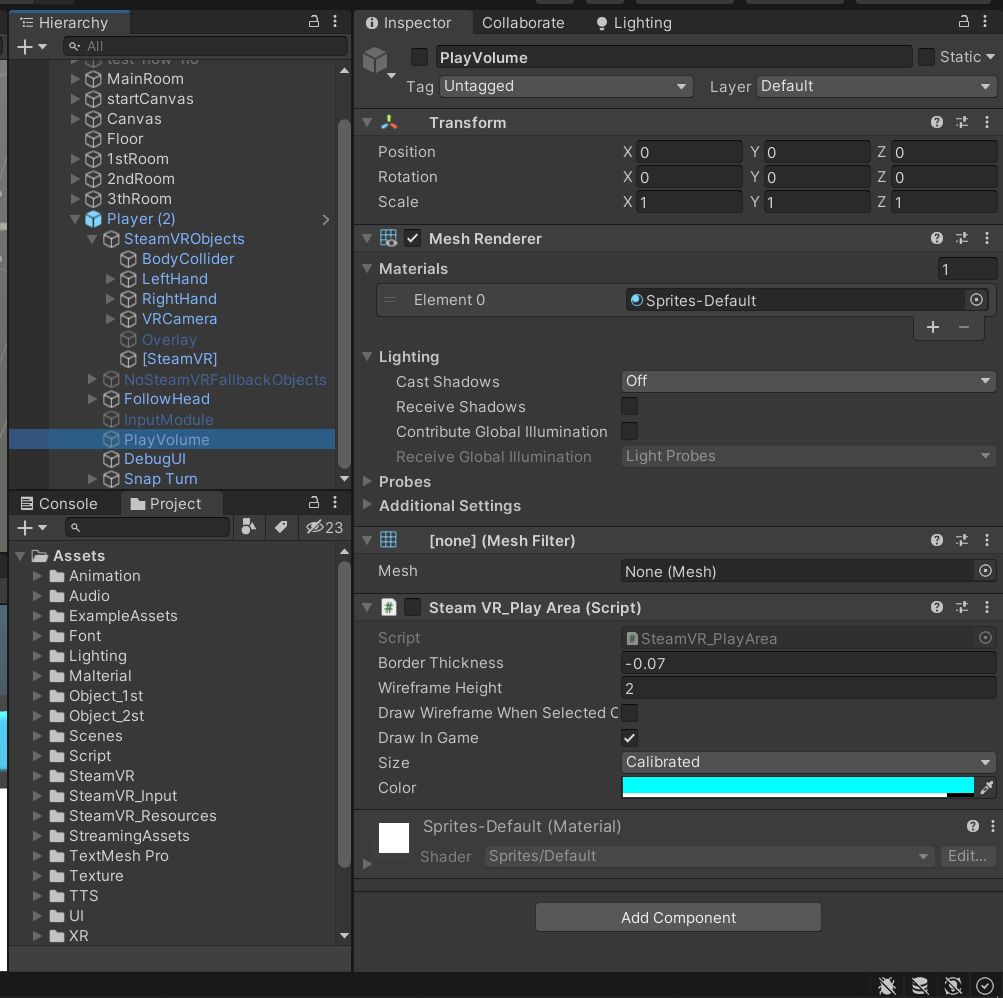 Hierarchy
All
test-now-no
MainRoom
startCanvas
Canvas
Floor
1stRoom
2ndRoom
3thRoom
Player (2)
SteamVRObjects
BodyCollider
LeftHand
RightHand
VRCamera
Overlay
[SteamVR]
NoSteamVRFallbackObjects
FollowHead
InputModule
PlayVolume
DebugUI
Snap Turn
Console Project
23
Assets
Animation
Audio
ExampleAssets
Font
Lighting
Malterial
Object_1st
Object_2st
Scenes
Script
SteamVR
SteamVR_Input
SteamVR_Resources
StreamingAssets
TextMesh Pro
Texture
TTS
UI
XR
Inspector Collaborate Lighting
PlayVolume Static
Tag Untagged Layer Default
Transform
Position X 0 Y 0 Z 0
Rotation X 0 Y 0 Z 0
Scale X 1 Y 1 Z 1
Mesh Renderer
Materials 1
Element 0 Sprites-Default
Lighting
Cast Shadows Off
Receive Shadows
Contribute Global Illumination
Receive Global Illumination Light Probes
Probes
Additional Settings
[none] (Mesh Filter)
Mesh None (Mesh)
# Steam VR_Play Area (Script)
Script # SteamVR_PlayArea
Border Thickness -0.07
Wireframe Height 2
Draw Wireframe When Selected O
Draw In Game
Size Calibrated
Color
Sprites-Default (Material)
Shader Sprites/Default Edit...
Add Component